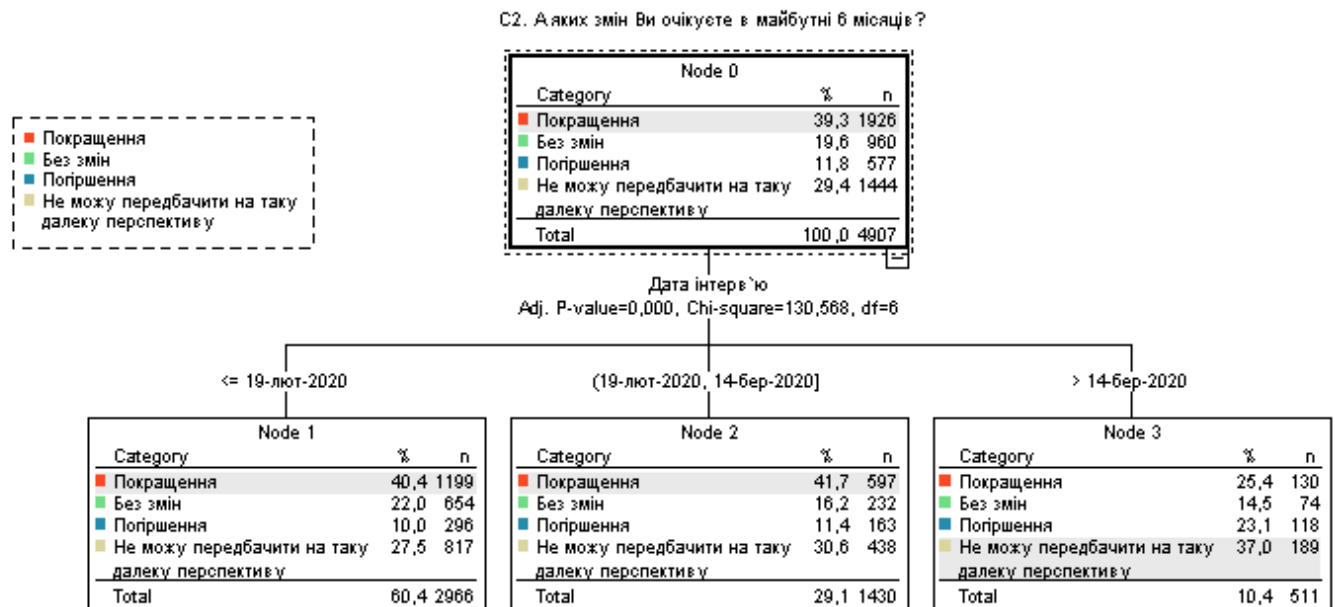 С2. А яких змін Ви очікуєте в майбутні 6 місяців?
Покращення
Без змін
Погіршення
Не можу передбачити на таку
далеку перспективу
Node 0
Category % n
Покращення 39,3 1926
Без змін 19,6 960
Погіршення 11,8 577
Не можу передбачити на таку 29,4 1444
далеку перспективу
Total 100,0 4907
Дата інтерв`ю
Adj. P-value=0,000, Chi-square=130,568, df=6
<= 19-лют-2020
(19-лют-2020, 14-бер-2020]
> 14-бер-2020
Node 1
Category % n
Покращення 40,4 1199
Без змін 22,0 654
Погіршення 10,0 296
Не можу передбачити на таку 27,5 817
далеку перспективу
Total 60,4 2966
Node 2
Category % n
Покращення 41,7 597
Без змін 16,2 232
Погіршення 11,4 163
Не можу передбачити на таку 30,6 438
далеку перспективу
Total 29,1 1430
Node 3
Category % n
Покращення 25,4 130
Без змін 14,5 74
Погіршення 23,1 118
Не можу передбачити на таку 37,0 189
далеку перспективу
Total 10,4 511